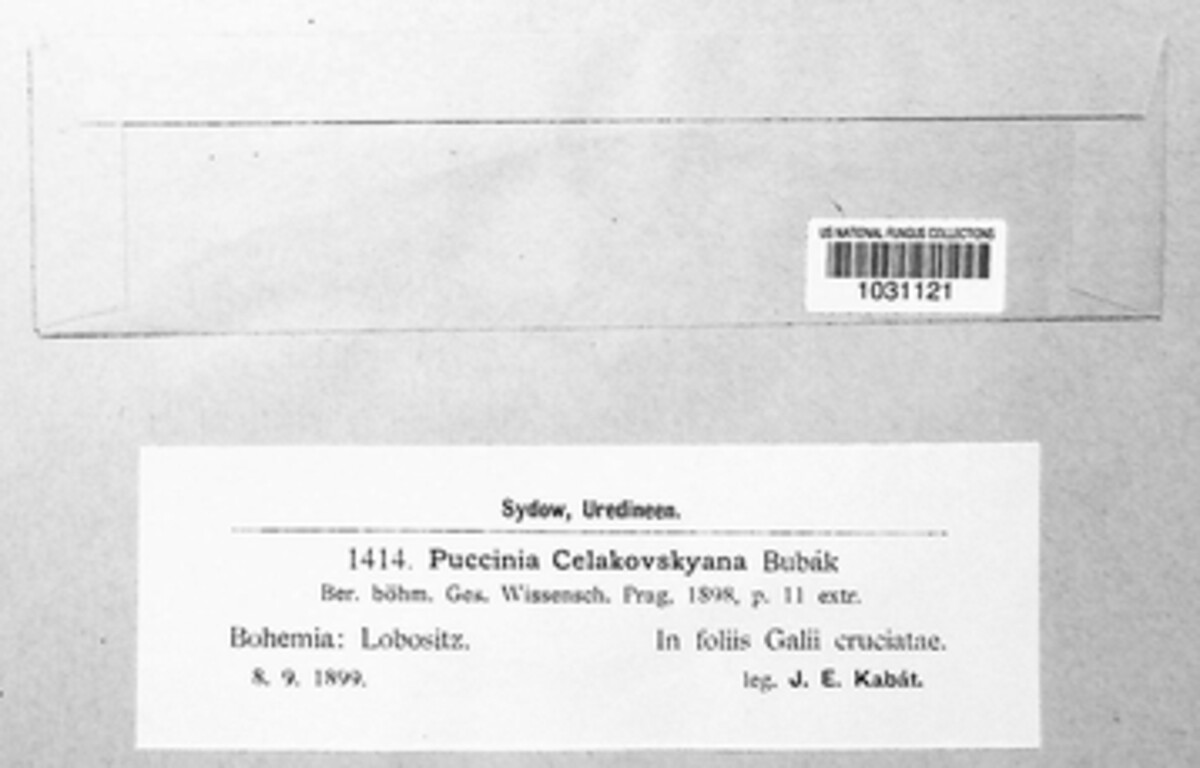 US NATIONAL FUNGUS COLLECTIONS
1031121
Sydow, Uredineen.
1414. Puccinia Celakovskyana Bubák
Ber. böhm. Ges. Wissensch. Prag, 1898, p. 11 extr.
Bohemia: Lobositz. In foliis Galii cruciatae.
8. 9. 1899. leg. J. E. Kabát.